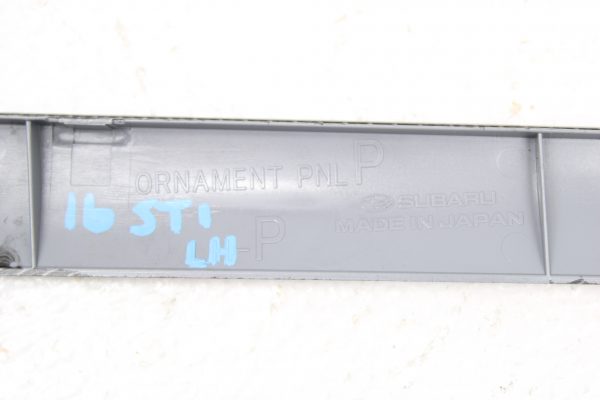 ORNAMENT PNL P
SUBARU
MADE IN JAPAN
16 STI
LH
-P